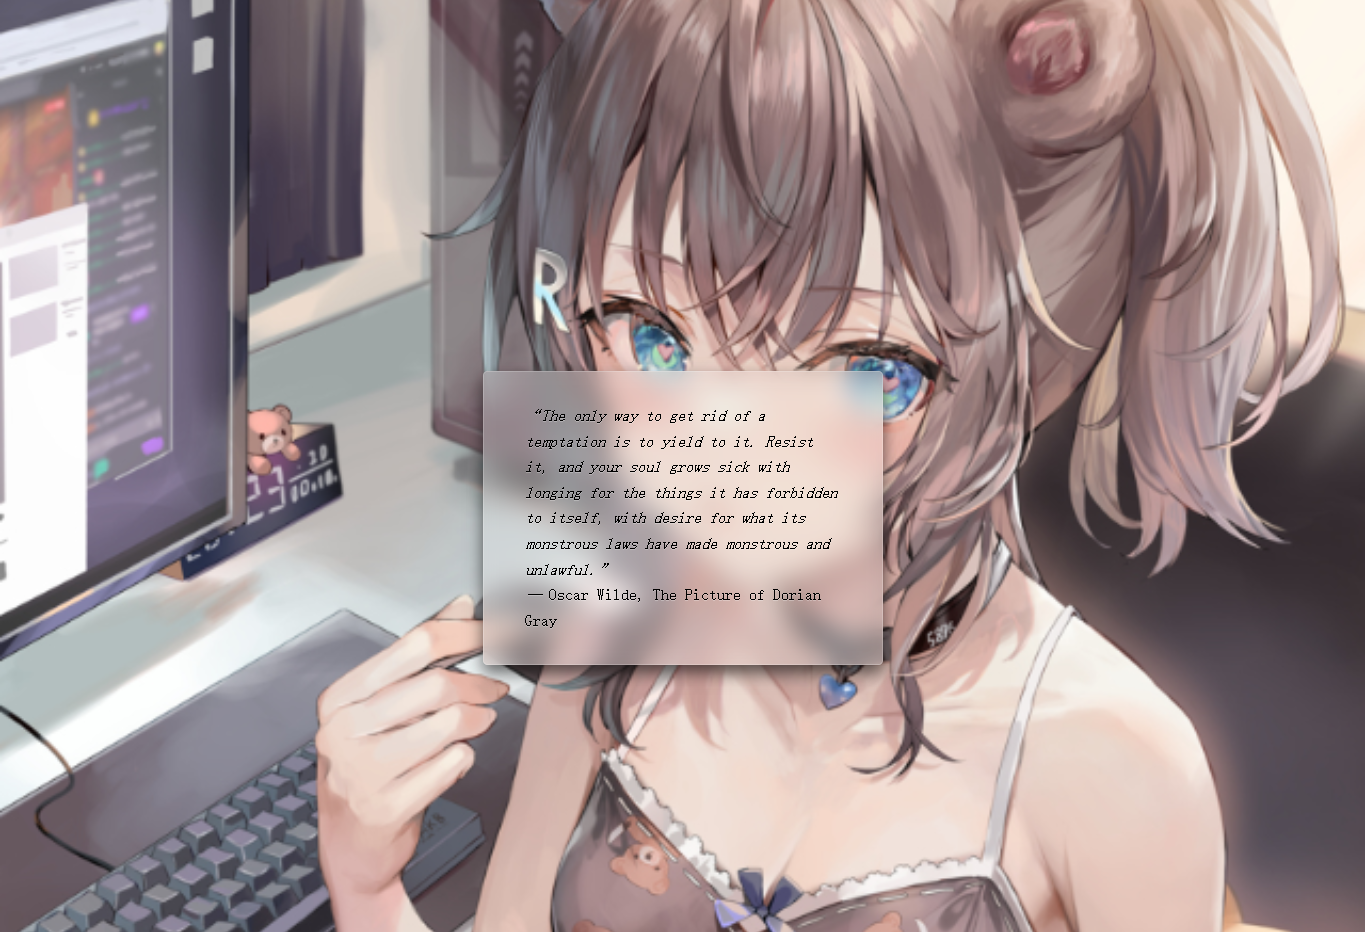 R
“The only way to get rid of a
temptation is to yield to it. Resist
it, and your soul grows sick with
longing for the things it has forbidden
to itself, with desire for what its
monstrous laws have made monstrous and
unlawful.”
— Oscar Wilde, The Picture of Dorian
Gray